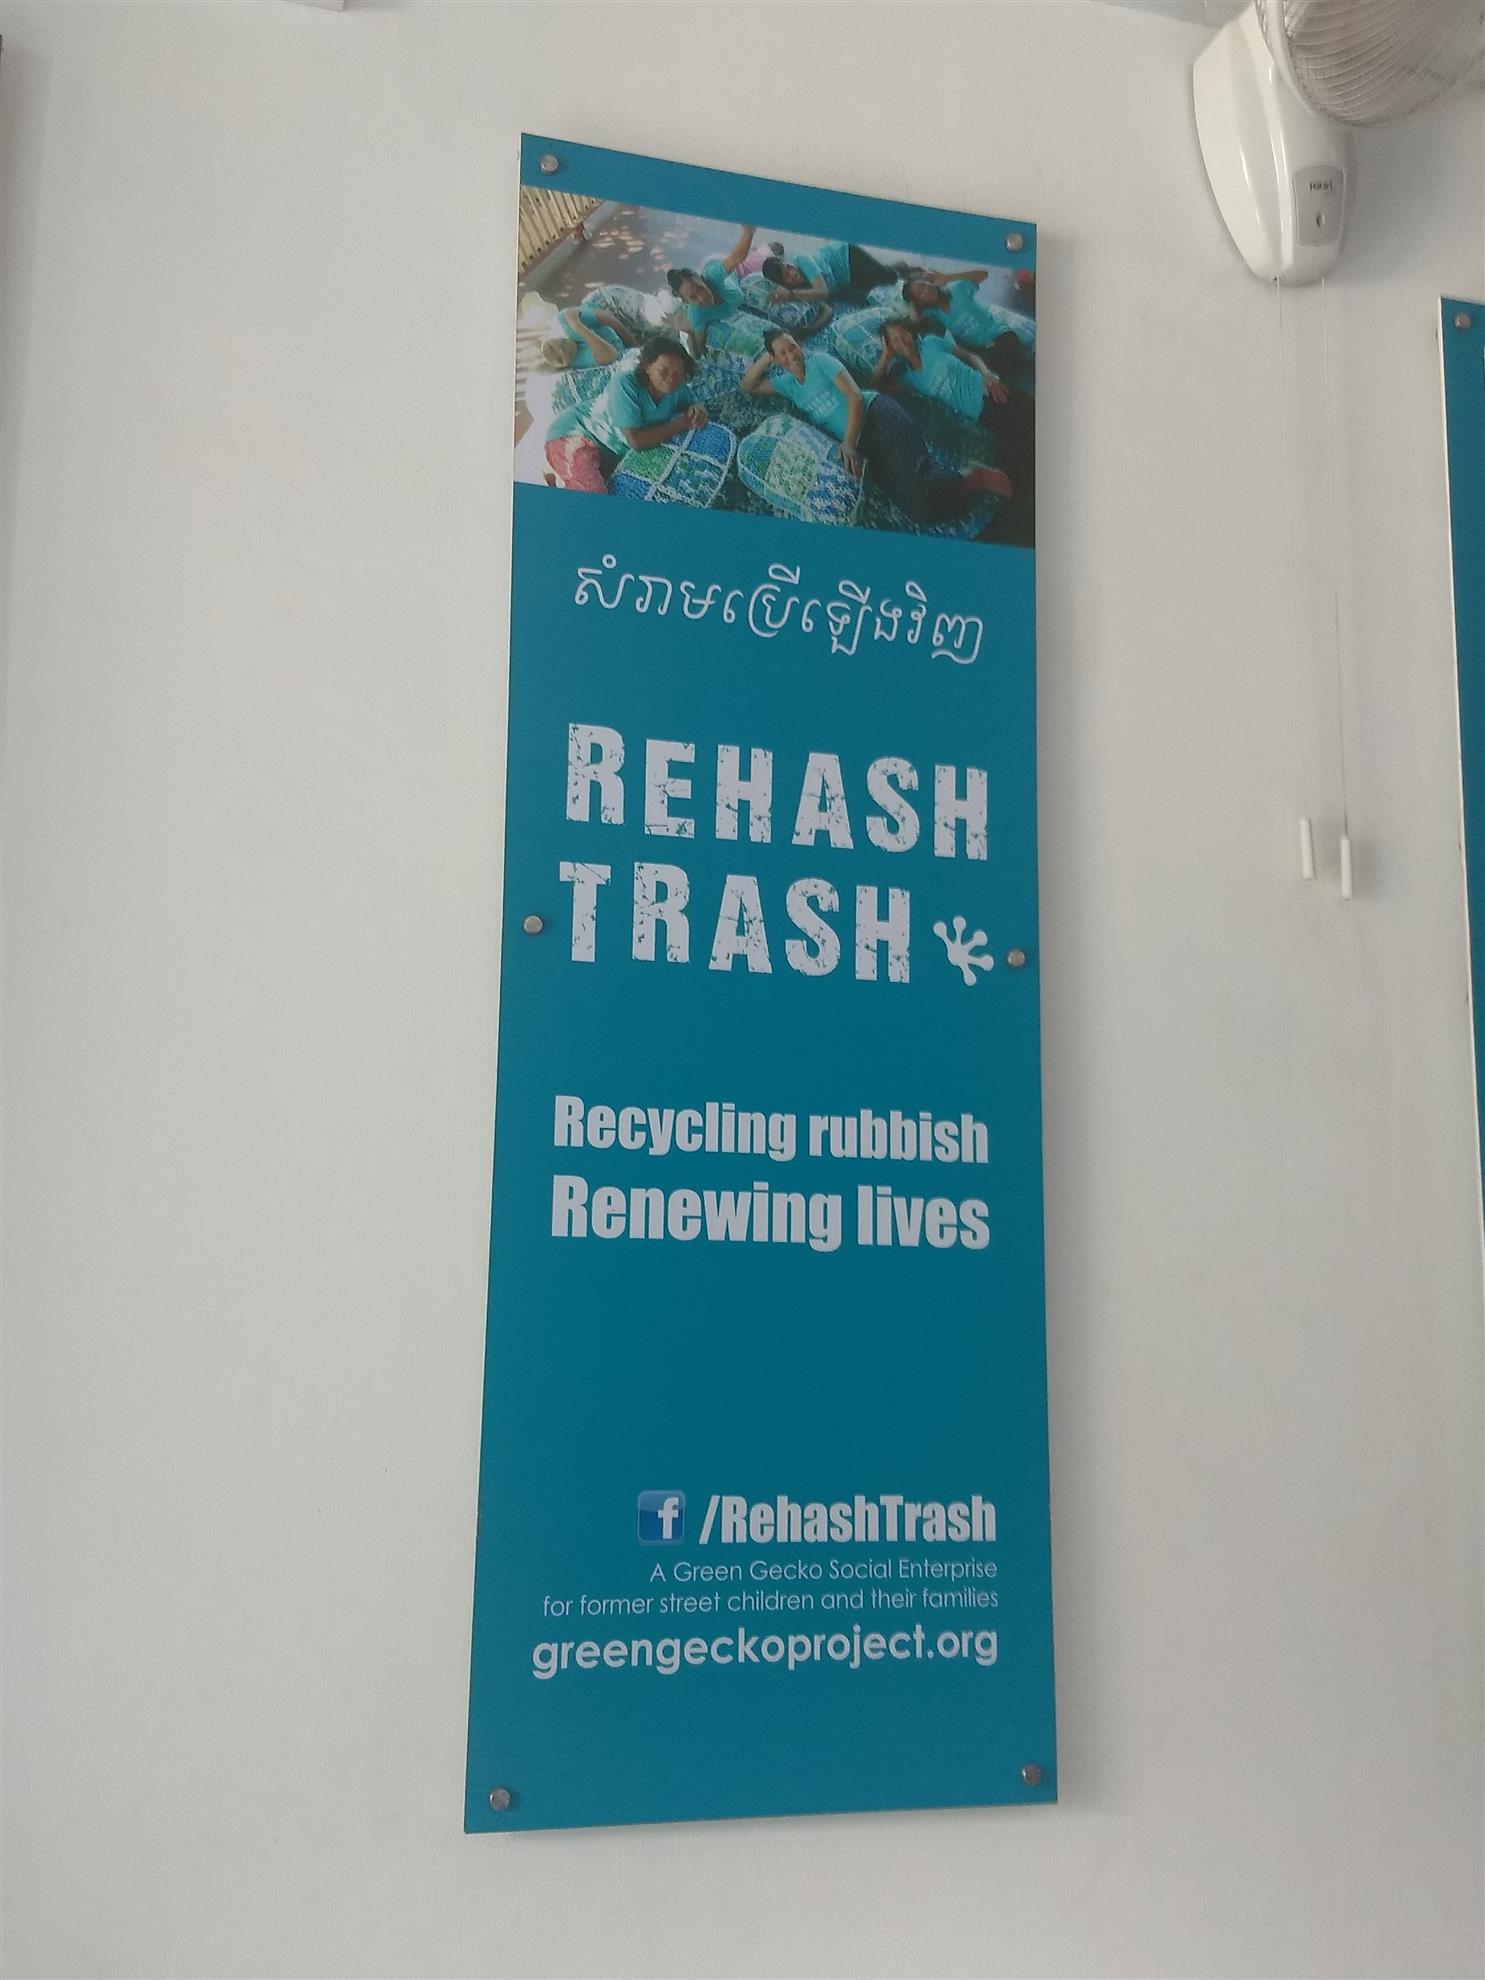 សំរាមប្រើឡើងវិញ
REHASH
TRASH
Recycling rubbish
Renewing lives
f /RehashTrash
A Green Gecko Social Enterprise
for former street children and their families
greengeckoproject.org